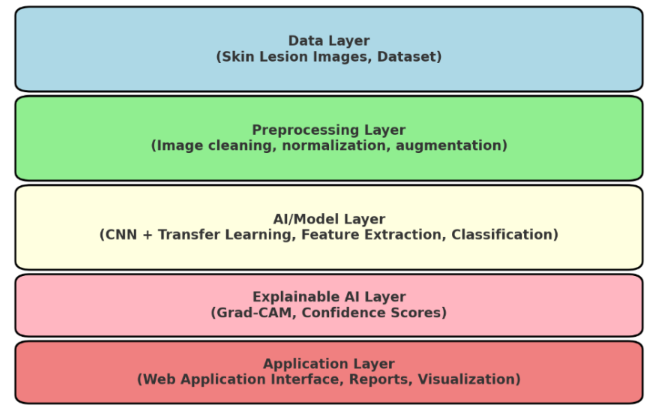 Data Layer
(Skin Lesion Images, Dataset)
Preprocessing Layer
(Image cleaning, normalization, augmentation)
AI/Model Layer
(CNN + Transfer Learning, Feature Extraction, Classification)
Explainable AI Layer
(Grad-CAM, Confidence Scores)
Application Layer
(Web Application Interface, Reports, Visualization)